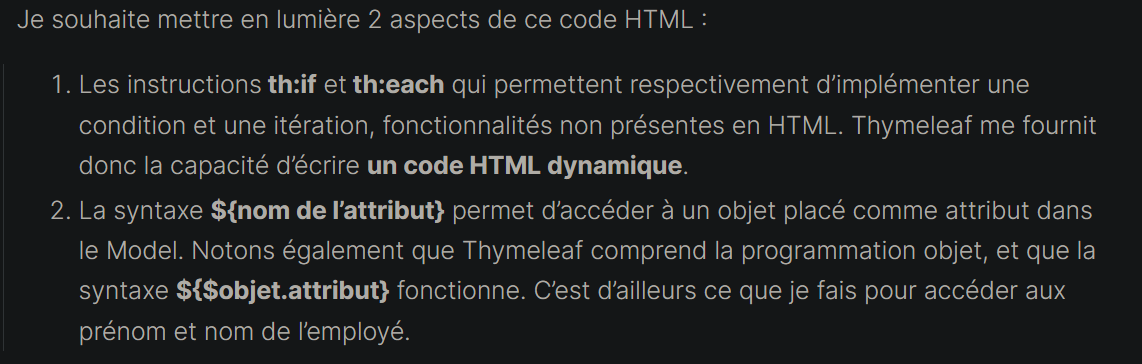 Je souhaite mettre en lumière 2 aspects de ce code HTML :
1. Les instructions th:if et th:each qui permettent respectivement d’implémenter une
condition et une itération, fonctionnalités non présentes en HTML. Thymeleaf me fournit
donc la capacité d’écrire un code HTML dynamique.
2. La syntaxe ${nom de l’attribut} permet d’accéder à un objet placé comme attribut dans
le Model. Notons également que Thymeleaf comprend la programmation objet, et que la
syntaxe ${$objet.attribut} fonctionne. C’est d’ailleurs ce que je fais pour accéder aux
prénom et nom de l’employé.